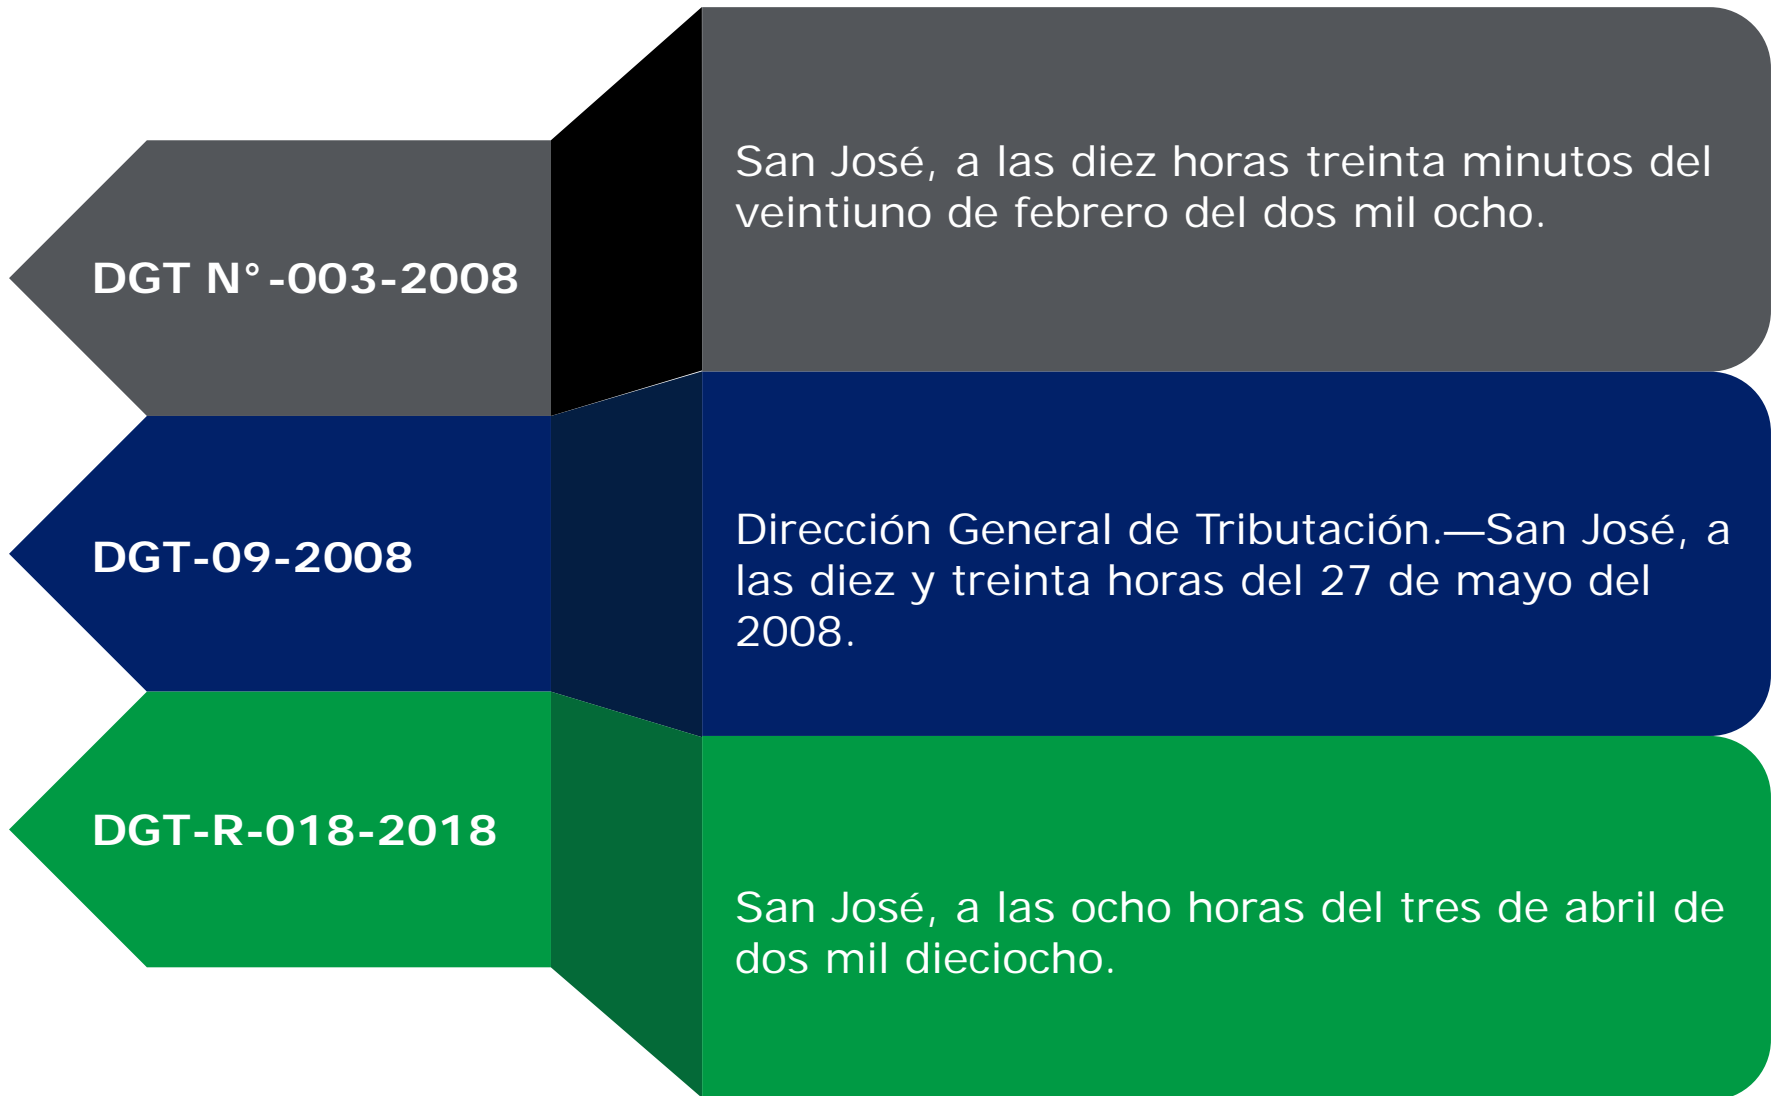 DGT N°-003-2008
San José, a las diez horas treinta minutos del
veintiuno de febrero del dos mil ocho.
DGT-09-2008
Dirección General de Tributación.—San José, a
las diez y treinta horas del 27 de mayo del
2008.
DGT-R-018-2018
San José, a las ocho horas del tres de abril de
dos mil dieciocho.